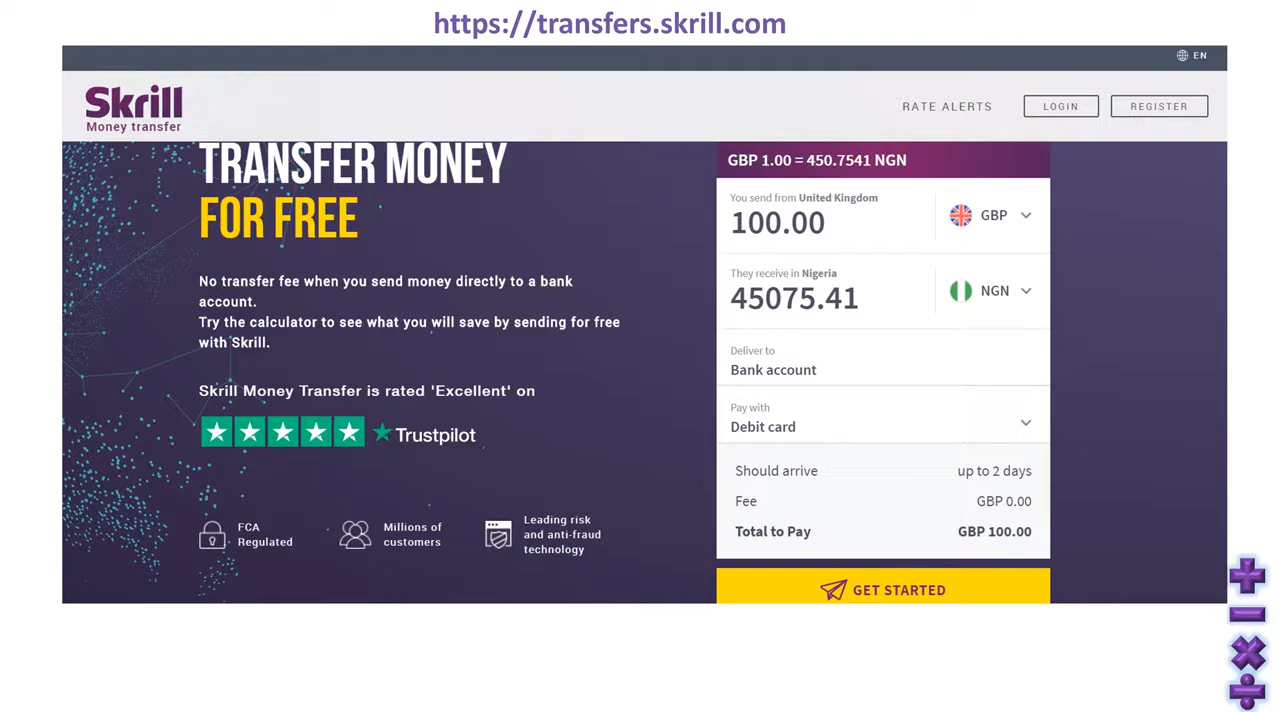 https://transfers.skrill.com
EN
Skrill
Money transfer
RATE ALERTS
LOGIN
REGISTER
TRANSFER MONEY
FOR FREE
No transfer fee when you send money directly to a bank
account.
Try the calculator to see what you will save by sending for free
with Skrill.
Skrill Money Transfer is rated 'Excellent' on
Trustpilot
FCA
Regulated
Millions of
customers
Leading risk
and anti-fraud
technology
GBP 1.00 = 450.7541 NGN
You send from United Kingdom
100.00
GBP
They receive in Nigeria
45075.41
NGN
Deliver to
Bank account
Pay with
Debit card
Should arrive up to 2 days
Fee GBP 0.00
Total to Pay GBP 100.00
GET STARTED